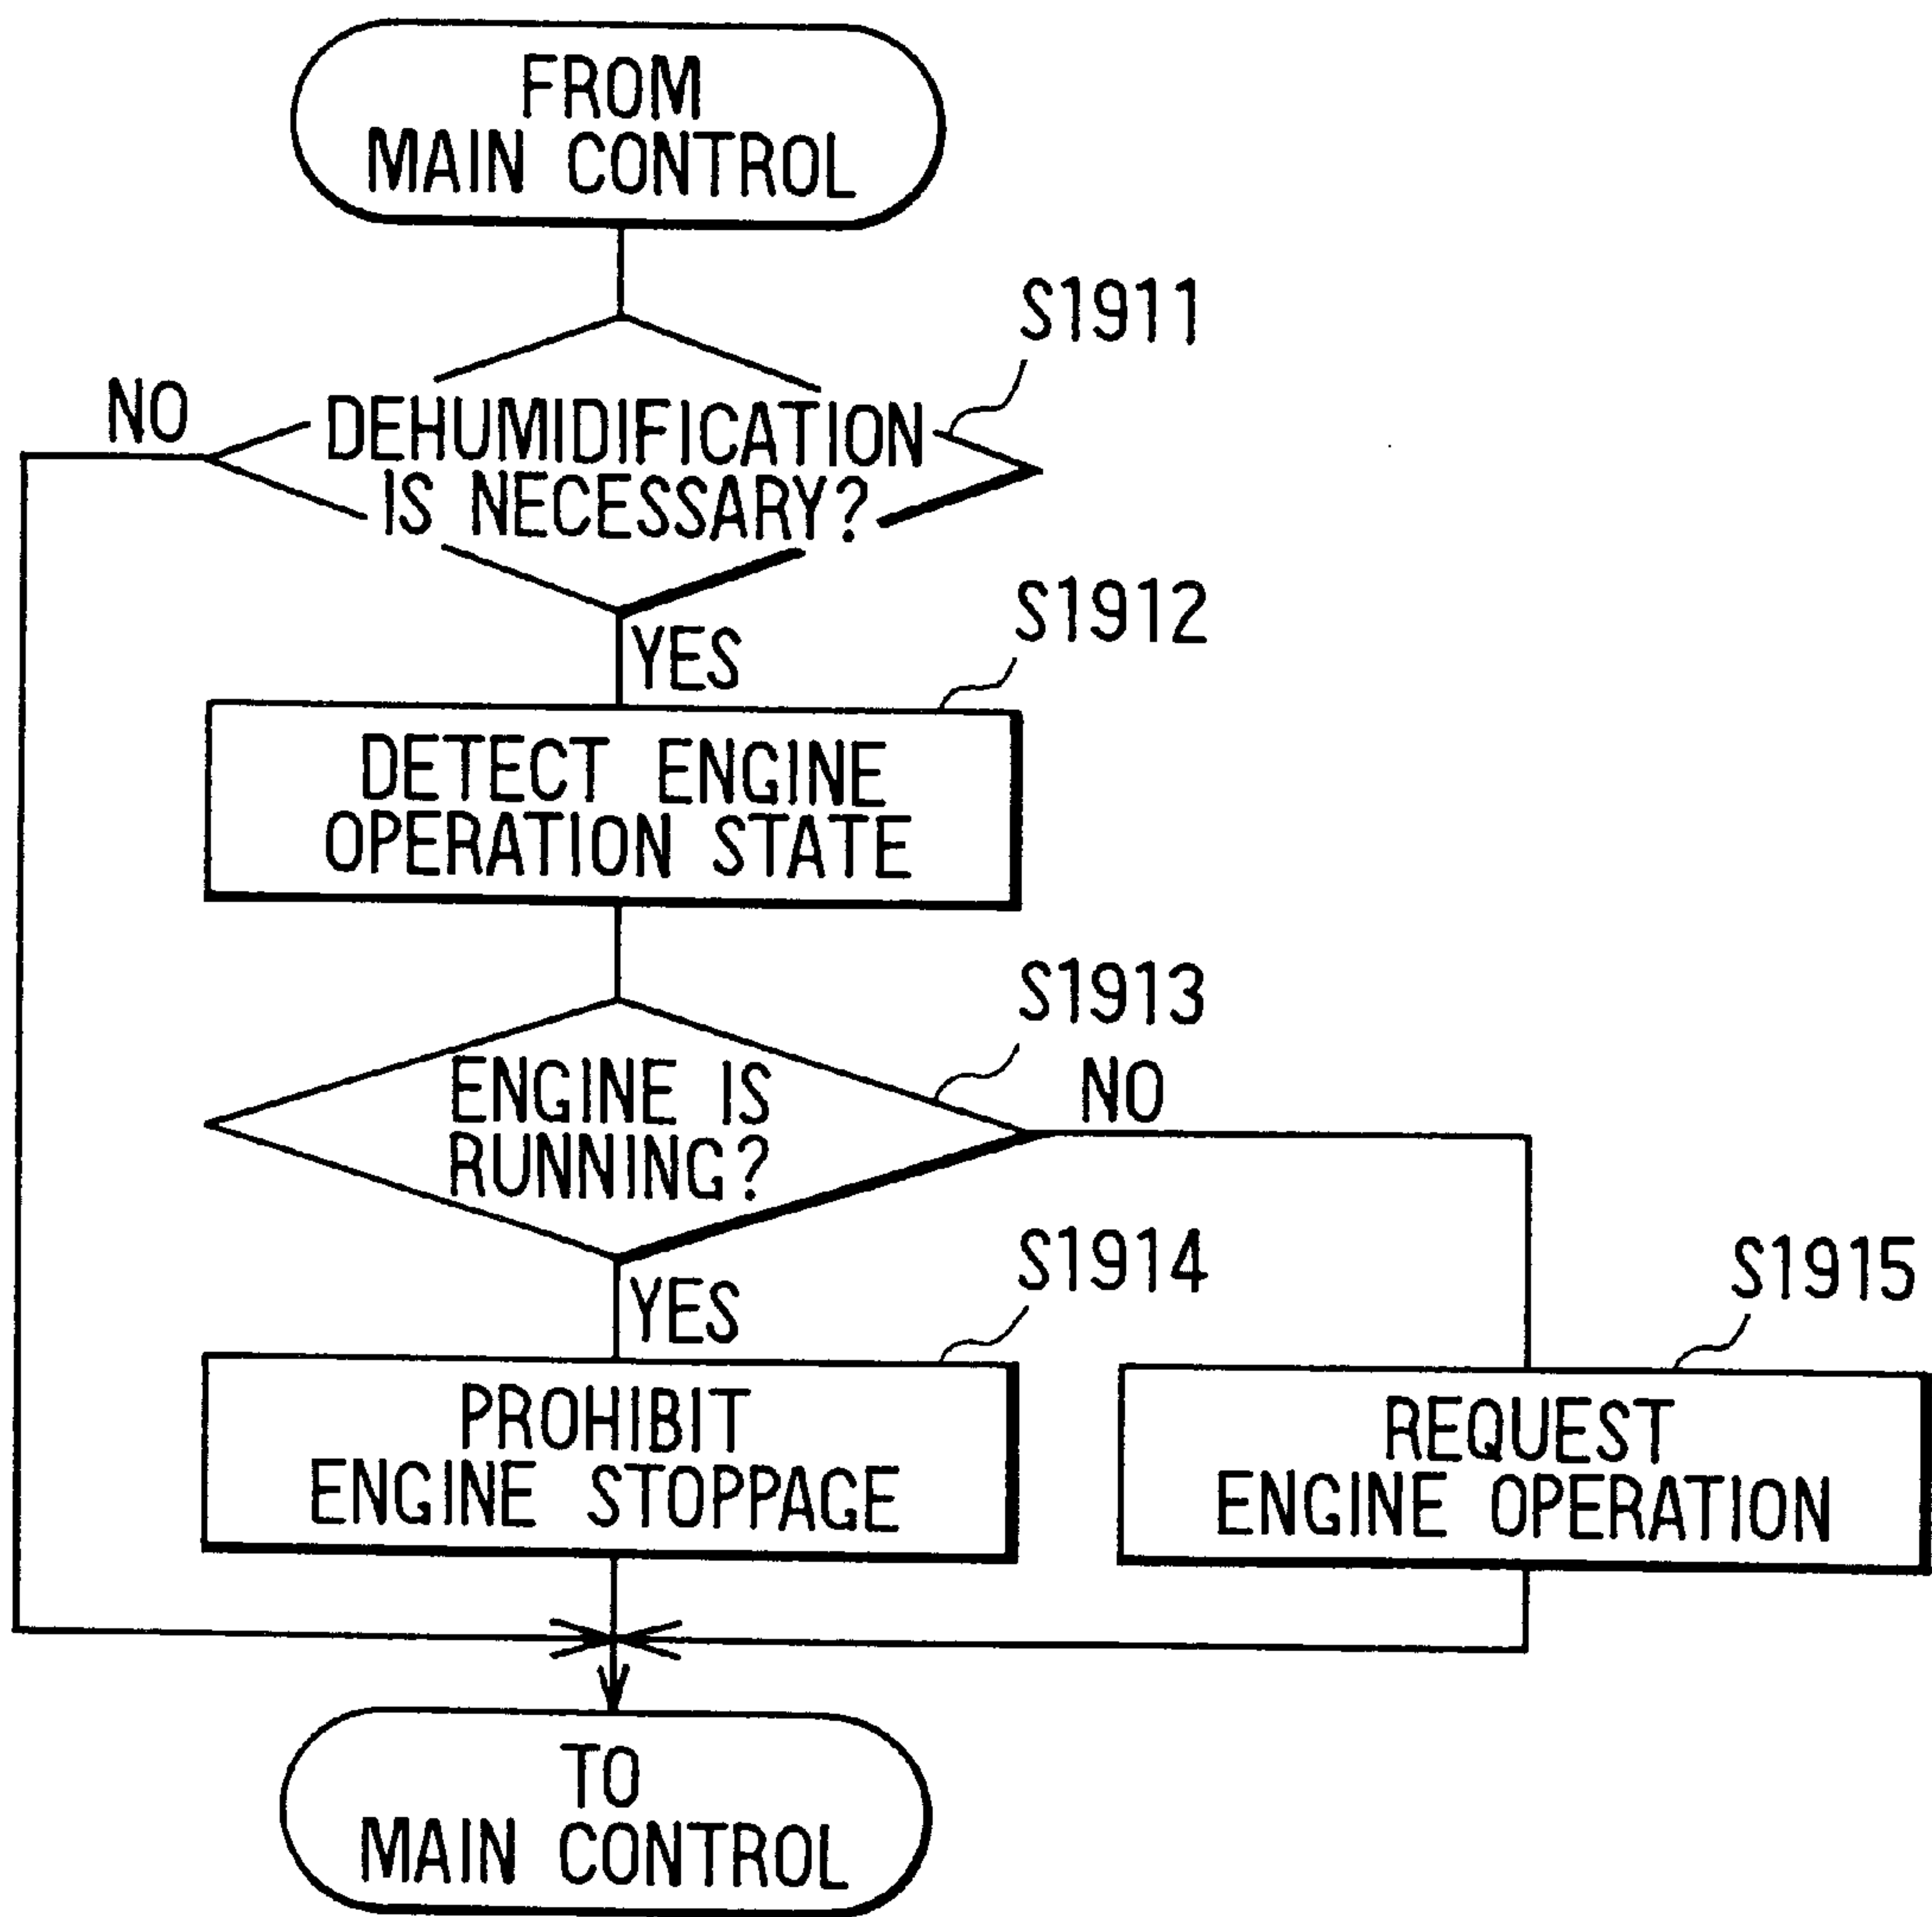 FROM
MAIN CONTROL
S1911
NO
DEHUMIDIFICATION
IS NECESSARY?
S1912
YES
DETECT ENGINE
OPERATION STATE
S1913
ENGINE IS
RUNNING?
NO
S1914
S1915
YES
PROHIBIT
ENGINE STOPPAGE
REQUEST
ENGINE OPERATION
TO
MAIN CONTROL